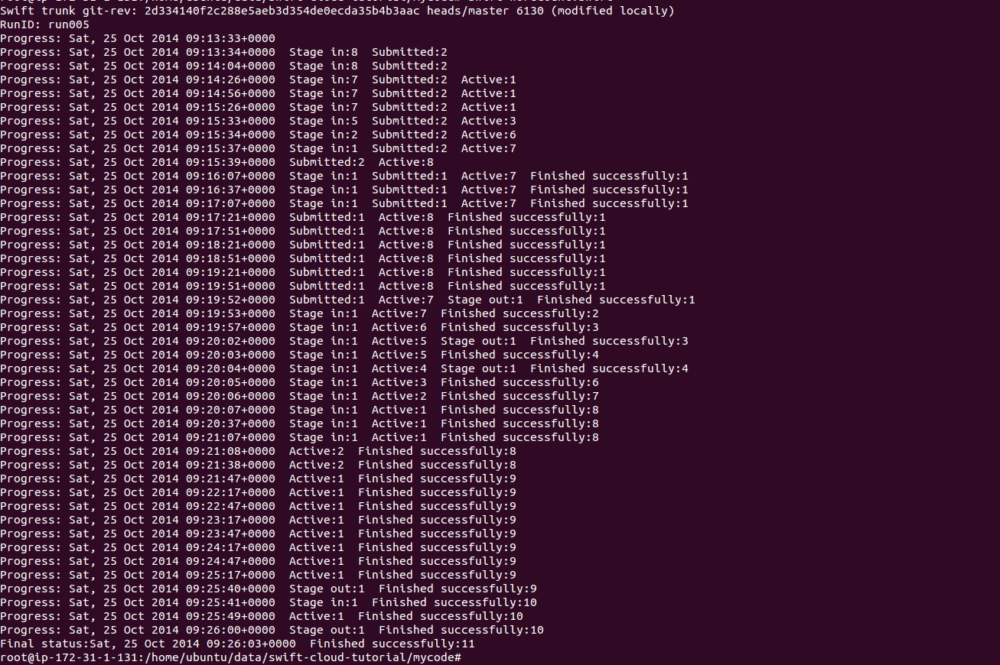 Swift trunk git-rev: 2d334140f2c288e5aeb3d354de0ecda35b4b3aac heads/master 6130 (modified locally)
RunID: run005
Progress: Sat, 25 Oct 2014 09:13:33+0000
Progress: Sat, 25 Oct 2014 09:13:34+0000  Stage in:8  Submitted:2
Progress: Sat, 25 Oct 2014 09:14:04+0000  Stage in:8  Submitted:2
Progress: Sat, 25 Oct 2014 09:14:26+0000  Stage in:7  Submitted:2  Active:1
Progress: Sat, 25 Oct 2014 09:14:56+0000  Stage in:7  Submitted:2  Active:1
Progress: Sat, 25 Oct 2014 09:15:26+0000  Stage in:7  Submitted:2  Active:1
Progress: Sat, 25 Oct 2014 09:15:33+0000  Stage in:5  Submitted:2  Active:3
Progress: Sat, 25 Oct 2014 09:15:34+0000  Stage in:2  Submitted:2  Active:6
Progress: Sat, 25 Oct 2014 09:15:37+0000  Stage in:1  Submitted:2  Active:7
Progress: Sat, 25 Oct 2014 09:15:39+0000  Submitted:2  Active:8
Progress: Sat, 25 Oct 2014 09:16:07+0000  Stage in:1  Submitted:1  Active:7  Finished successfully:1
Progress: Sat, 25 Oct 2014 09:16:37+0000  Stage in:1  Submitted:1  Active:7  Finished successfully:1
Progress: Sat, 25 Oct 2014 09:17:07+0000  Stage in:1  Submitted:1  Active:7  Finished successfully:1
Progress: Sat, 25 Oct 2014 09:17:21+0000  Submitted:1  Active:8  Finished successfully:1
Progress: Sat, 25 Oct 2014 09:17:51+0000  Submitted:1  Active:8  Finished successfully:1
Progress: Sat, 25 Oct 2014 09:18:21+0000  Submitted:1  Active:8  Finished successfully:1
Progress: Sat, 25 Oct 2014 09:18:51+0000  Submitted:1  Active:8  Finished successfully:1
Progress: Sat, 25 Oct 2014 09:19:21+0000  Submitted:1  Active:8  Finished successfully:1
Progress: Sat, 25 Oct 2014 09:19:51+0000  Submitted:1  Active:8  Finished successfully:1
Progress: Sat, 25 Oct 2014 09:19:52+0000  Submitted:1  Active:7  Stage out:1  Finished successfully:1
Progress: Sat, 25 Oct 2014 09:19:53+0000  Stage in:1  Active:7  Finished successfully:2
Progress: Sat, 25 Oct 2014 09:19:57+0000  Stage in:1  Active:6  Finished successfully:3
Progress: Sat, 25 Oct 2014 09:20:02+0000  Stage in:1  Active:5  Stage out:1  Finished successfully:3
Progress: Sat, 25 Oct 2014 09:20:03+0000  Stage in:1  Active:5  Finished successfully:4
Progress: Sat, 25 Oct 2014 09:20:04+0000  Stage in:1  Active:4  Stage out:1  Finished successfully:4
Progress: Sat, 25 Oct 2014 09:20:05+0000  Stage in:1  Active:3  Finished successfully:6
Progress: Sat, 25 Oct 2014 09:20:06+0000  Stage in:1  Active:2  Finished successfully:7
Progress: Sat, 25 Oct 2014 09:20:07+0000  Stage in:1  Active:1  Finished successfully:8
Progress: Sat, 25 Oct 2014 09:20:37+0000  Stage in:1  Active:1  Finished successfully:8
Progress: Sat, 25 Oct 2014 09:21:07+0000  Stage in:1  Active:1  Finished successfully:8
Progress: Sat, 25 Oct 2014 09:21:08+0000  Active:2  Finished successfully:8
Progress: Sat, 25 Oct 2014 09:21:38+0000  Active:2  Finished successfully:8
Progress: Sat, 25 Oct 2014 09:21:47+0000  Active:1  Finished successfully:9
Progress: Sat, 25 Oct 2014 09:22:17+0000  Active:1  Finished successfully:9
Progress: Sat, 25 Oct 2014 09:22:47+0000  Active:1  Finished successfully:9
Progress: Sat, 25 Oct 2014 09:23:17+0000  Active:1  Finished successfully:9
Progress: Sat, 25 Oct 2014 09:23:47+0000  Active:1  Finished successfully:9
Progress: Sat, 25 Oct 2014 09:24:17+0000  Active:1  Finished successfully:9
Progress: Sat, 25 Oct 2014 09:24:47+0000  Active:1  Finished successfully:9
Progress: Sat, 25 Oct 2014 09:25:17+0000  Active:1  Finished successfully:9
Progress: Sat, 25 Oct 2014 09:25:40+0000  Stage out:1  Finished successfully:9
Progress: Sat, 25 Oct 2014 09:25:41+0000  Stage in:1  Finished successfully:10
Progress: Sat, 25 Oct 2014 09:25:49+0000  Active:1  Finished successfully:10
Progress: Sat, 25 Oct 2014 09:26:00+0000  Stage out:1  Finished successfully:10
Final status:Sat, 25 Oct 2014 09:26:03+0000  Finished successfully:11
root@ip-172-31-1-131:/home/ubuntu/data/swift-cloud-tutorial/mycode#